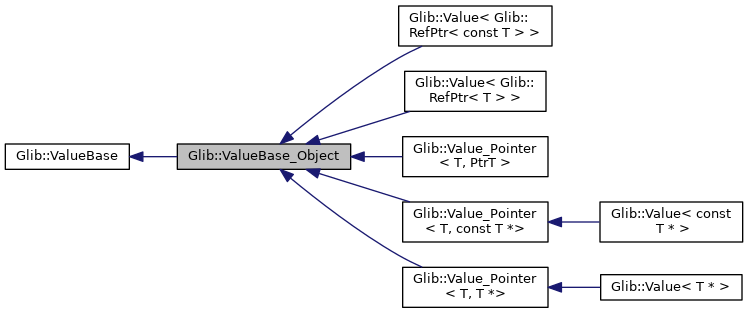 Glib::Value< Glib::
RefPtr< const T > >
Glib::Value< Glib::
RefPtr< T > >
Glib::ValueBase
Glib::ValueBase_Object
Glib::Value_Pointer
< T, PtrT >
Glib::Value_Pointer
< T, const T *>
Glib::Value< const
T * >
Glib::Value_Pointer
< T, T *>
Glib::Value< T * >